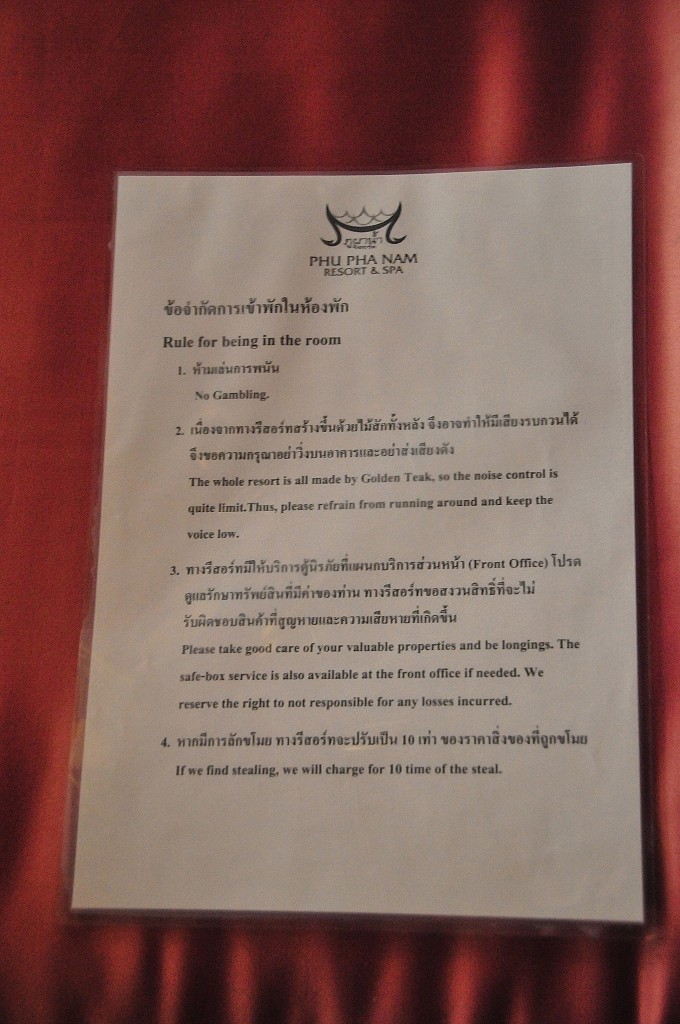 ภูผาน้ำ
PHU PHA NAM
RESORT & SPA
ข้อจำกัดการเข้าพักในห้องพัก
Rule for being in the room
1. ห้ามเล่นการพนัน
No Gambling.
2. เนื่องจากทางรีสอร์ทสร้างขึ้นด้วยไม้สักทั้งหลัง จึงอาจทำให้มีเสียงรบกวนได้
จึงขอความกรุณาอย่าวิ่งบนอาคารและอย่าส่งเสียงดัง
The whole resort is all made by Golden Teak, so the noise control is
quite limit.Thus, please refrain from running around and keep the
voice low.
3. ทางรีสอร์ทมีให้บริการตู้นิรภัยที่แผนกบริการส่วนหน้า (Front Office) โปรด
ดูแลรักษาทรัพย์สินที่มีค่าของท่าน ทางรีสอร์ทขอสงวนสิทธิ์ที่จะไม่
รับผิดชอบสินค้าที่สูญหายและความเสียหายที่เกิดขึ้น
Please take good care of your valuable properties and be longings. The
safe-box service is also available at the front office if needed. We
reserve the right to not responsible for any losses incurred.
4. หากมีการลักขโมย ทางรีสอร์ทจะปรับเป็น 10 เท่า ของราคาสิ่งของที่ถูกขโมย
If we find stealing, we will charge for 10 time of the steal.